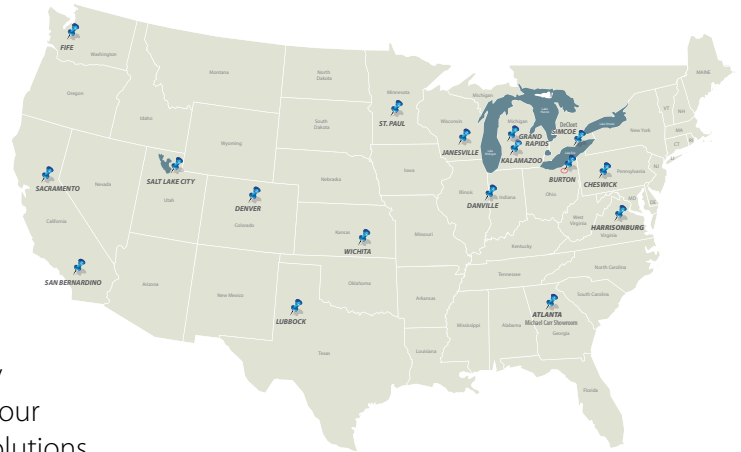 MAINE
FIFE
Washington
Montana
North
Dakota
Minnesota
Michigan
Oregon
Idaho
South
Dakota
Wisconsin
Michigan
VT
NH
ST. PAUL
DeCloet
SIMCOE
New York
MA
CT
JANESVILLE
GRAND
RAPIDS
KALAMAZOO
Wyoming
SACRAMENTO
Nevada
SALT LAKE CITY
Utah
Nebraska
Iowa
BURTON
CHESWICK
Pennsylvania
NJ
DENVER
Colorado
Illinois
DANVILLE
Indiana
Ohio
MD
DE
California
WICHITA
Kansas
Missouri
West
Virginia
HARRISONBURG
Virginia
Kentucky
SAN BERNARDINO
Arizona
New Mexico
Oklahoma
Arkansas
Tennessee
North Carolina
South Carolina
LUBBOCK
Texas
Mississippi
Alabama
ATLANTA
Michael Carr Showroom
Georgia
Louisiana
Florida
our
olutions